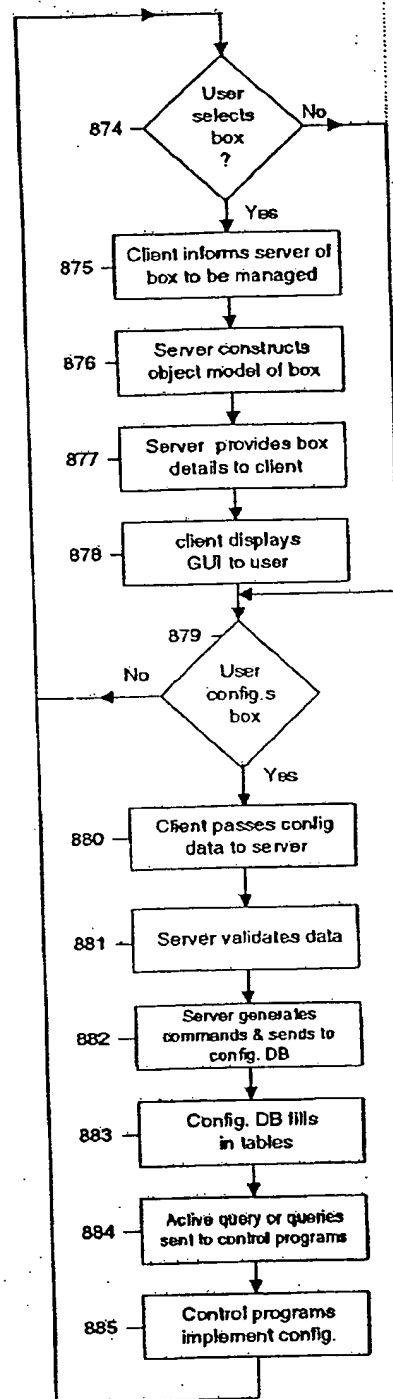 User
selects
box
?
874
No
Yes
Client informs server of
box to be managed
875
Server constructs
object model of box
876
Server provides box
details to client
877
client displays
GUI to user
878
879
User
config.s
box
No
Yes
Client passes config
data to server
880
Server validates data
881
Server generates
commands & sends to
config. DB
882
Config. DB fills
in tables
883
Active query or queries
sent to control programs
884
Control programs
implement config.
885